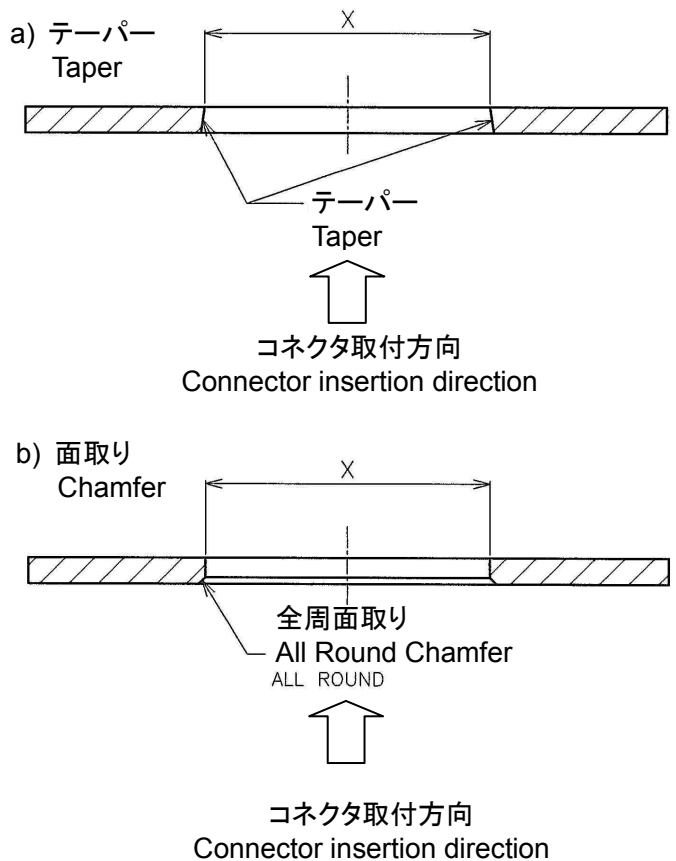 a) テーパー
Taper
X
テーパー
Taper
コネクタ取付方向
Connector insertion direction
b) 面取り
Chamfer
X
全周面取り
All Round Chamfer
ALL ROUND
コネクタ取付方向
Connector insertion direction